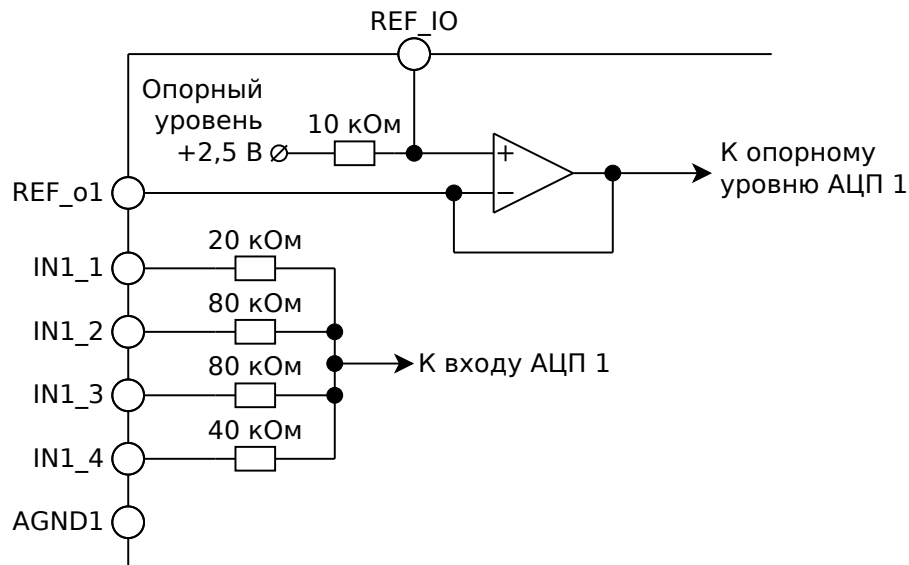 REF_IO
Опорный
уровень
+2,5 В
10 кОм
+
−
К опорному
уровню АЦП 1
REF_o1
20 кОм
IN1_1
80 кОм
IN1_2
К входу АЦП 1
80 кОм
IN1_3
40 кОм
IN1_4
AGND1